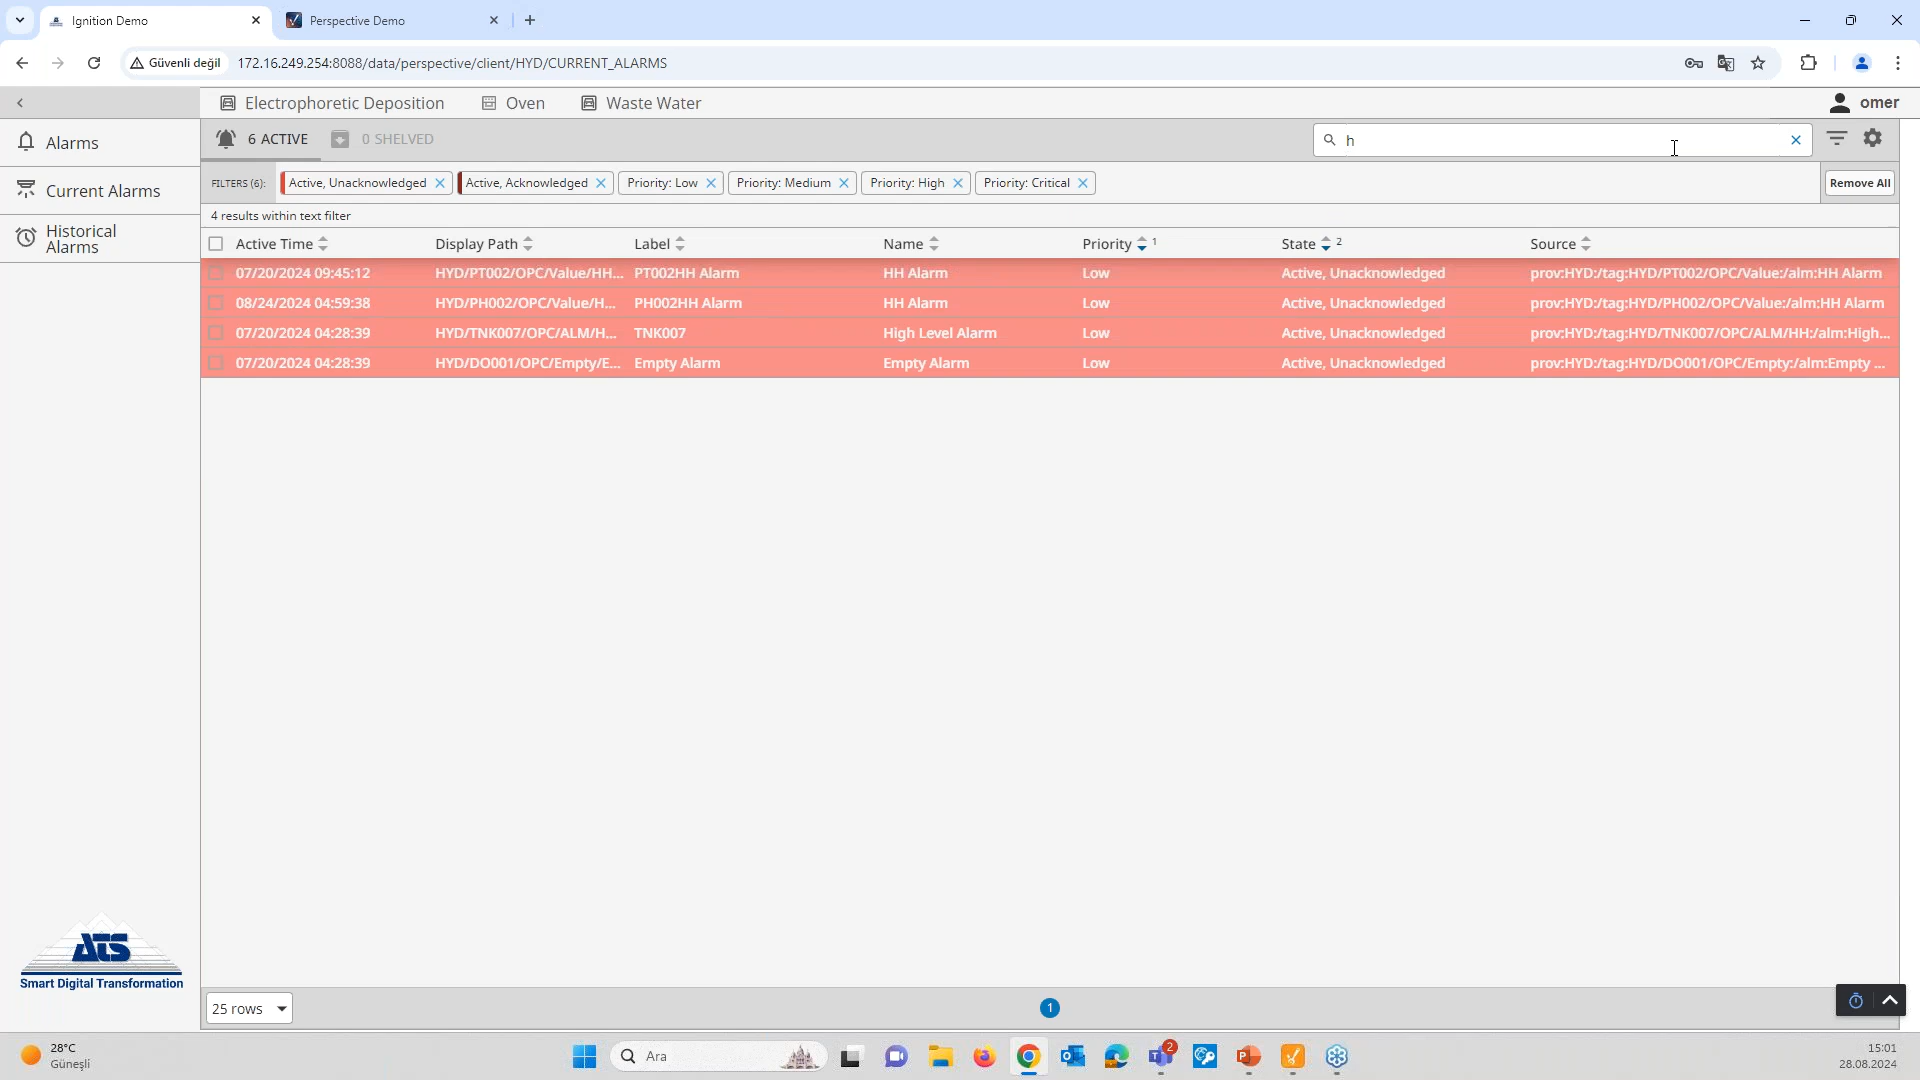 Ignition Demo
Perspective Demo
Güvenli değil
172.16.249.254:8088/data/perspective/client/HYD/CURRENT_ALARMS
Electrophoretic Deposition Oven Waste Water omer
Alarms
Current Alarms
Historical
Alarms
6 ACTIVE 0 SHELVED h
FILTERS (6): Active, Unacknowledged Active, Acknowledged Priority: Low Priority: Medium Priority: High Priority: Critical Remove All
4 results within text filter
Active Time Display Path Label Name Priority 1 State 2 Source
07/20/2024 09:45:12 HYD/PT002/OPC/Value/HH... PT002HH Alarm HH Alarm Low Active, Unacknowledged prov:HYD:/tag:HYD/PT002/OPC/Value:/alm:HH Alarm
08/24/2024 04:59:38 HYD/PH002/OPC/Value/H... PH002HH Alarm HH Alarm Low Active, Unacknowledged prov:HYD:/tag:HYD/PH002/OPC/Value:/alm:HH Alarm
07/20/2024 04:28:39 HYD/TNK007/OPC/ALM/H... TNK007 High Level Alarm Low Active, Unacknowledged prov:HYD:/tag:HYD/TNK007/OPC/ALM/HH:/alm:High...
07/20/2024 04:28:39 HYD/DO001/OPC/Empty/E... Empty Alarm Empty Alarm Low Active, Unacknowledged prov:HYD:/tag:HYD/DO001/OPC/Empty:/alm:Empty ...
ATS
Smart Digital Transformation
25 rows 1
28°C
Güneşli
Ara
2
15:01
28.08.2024